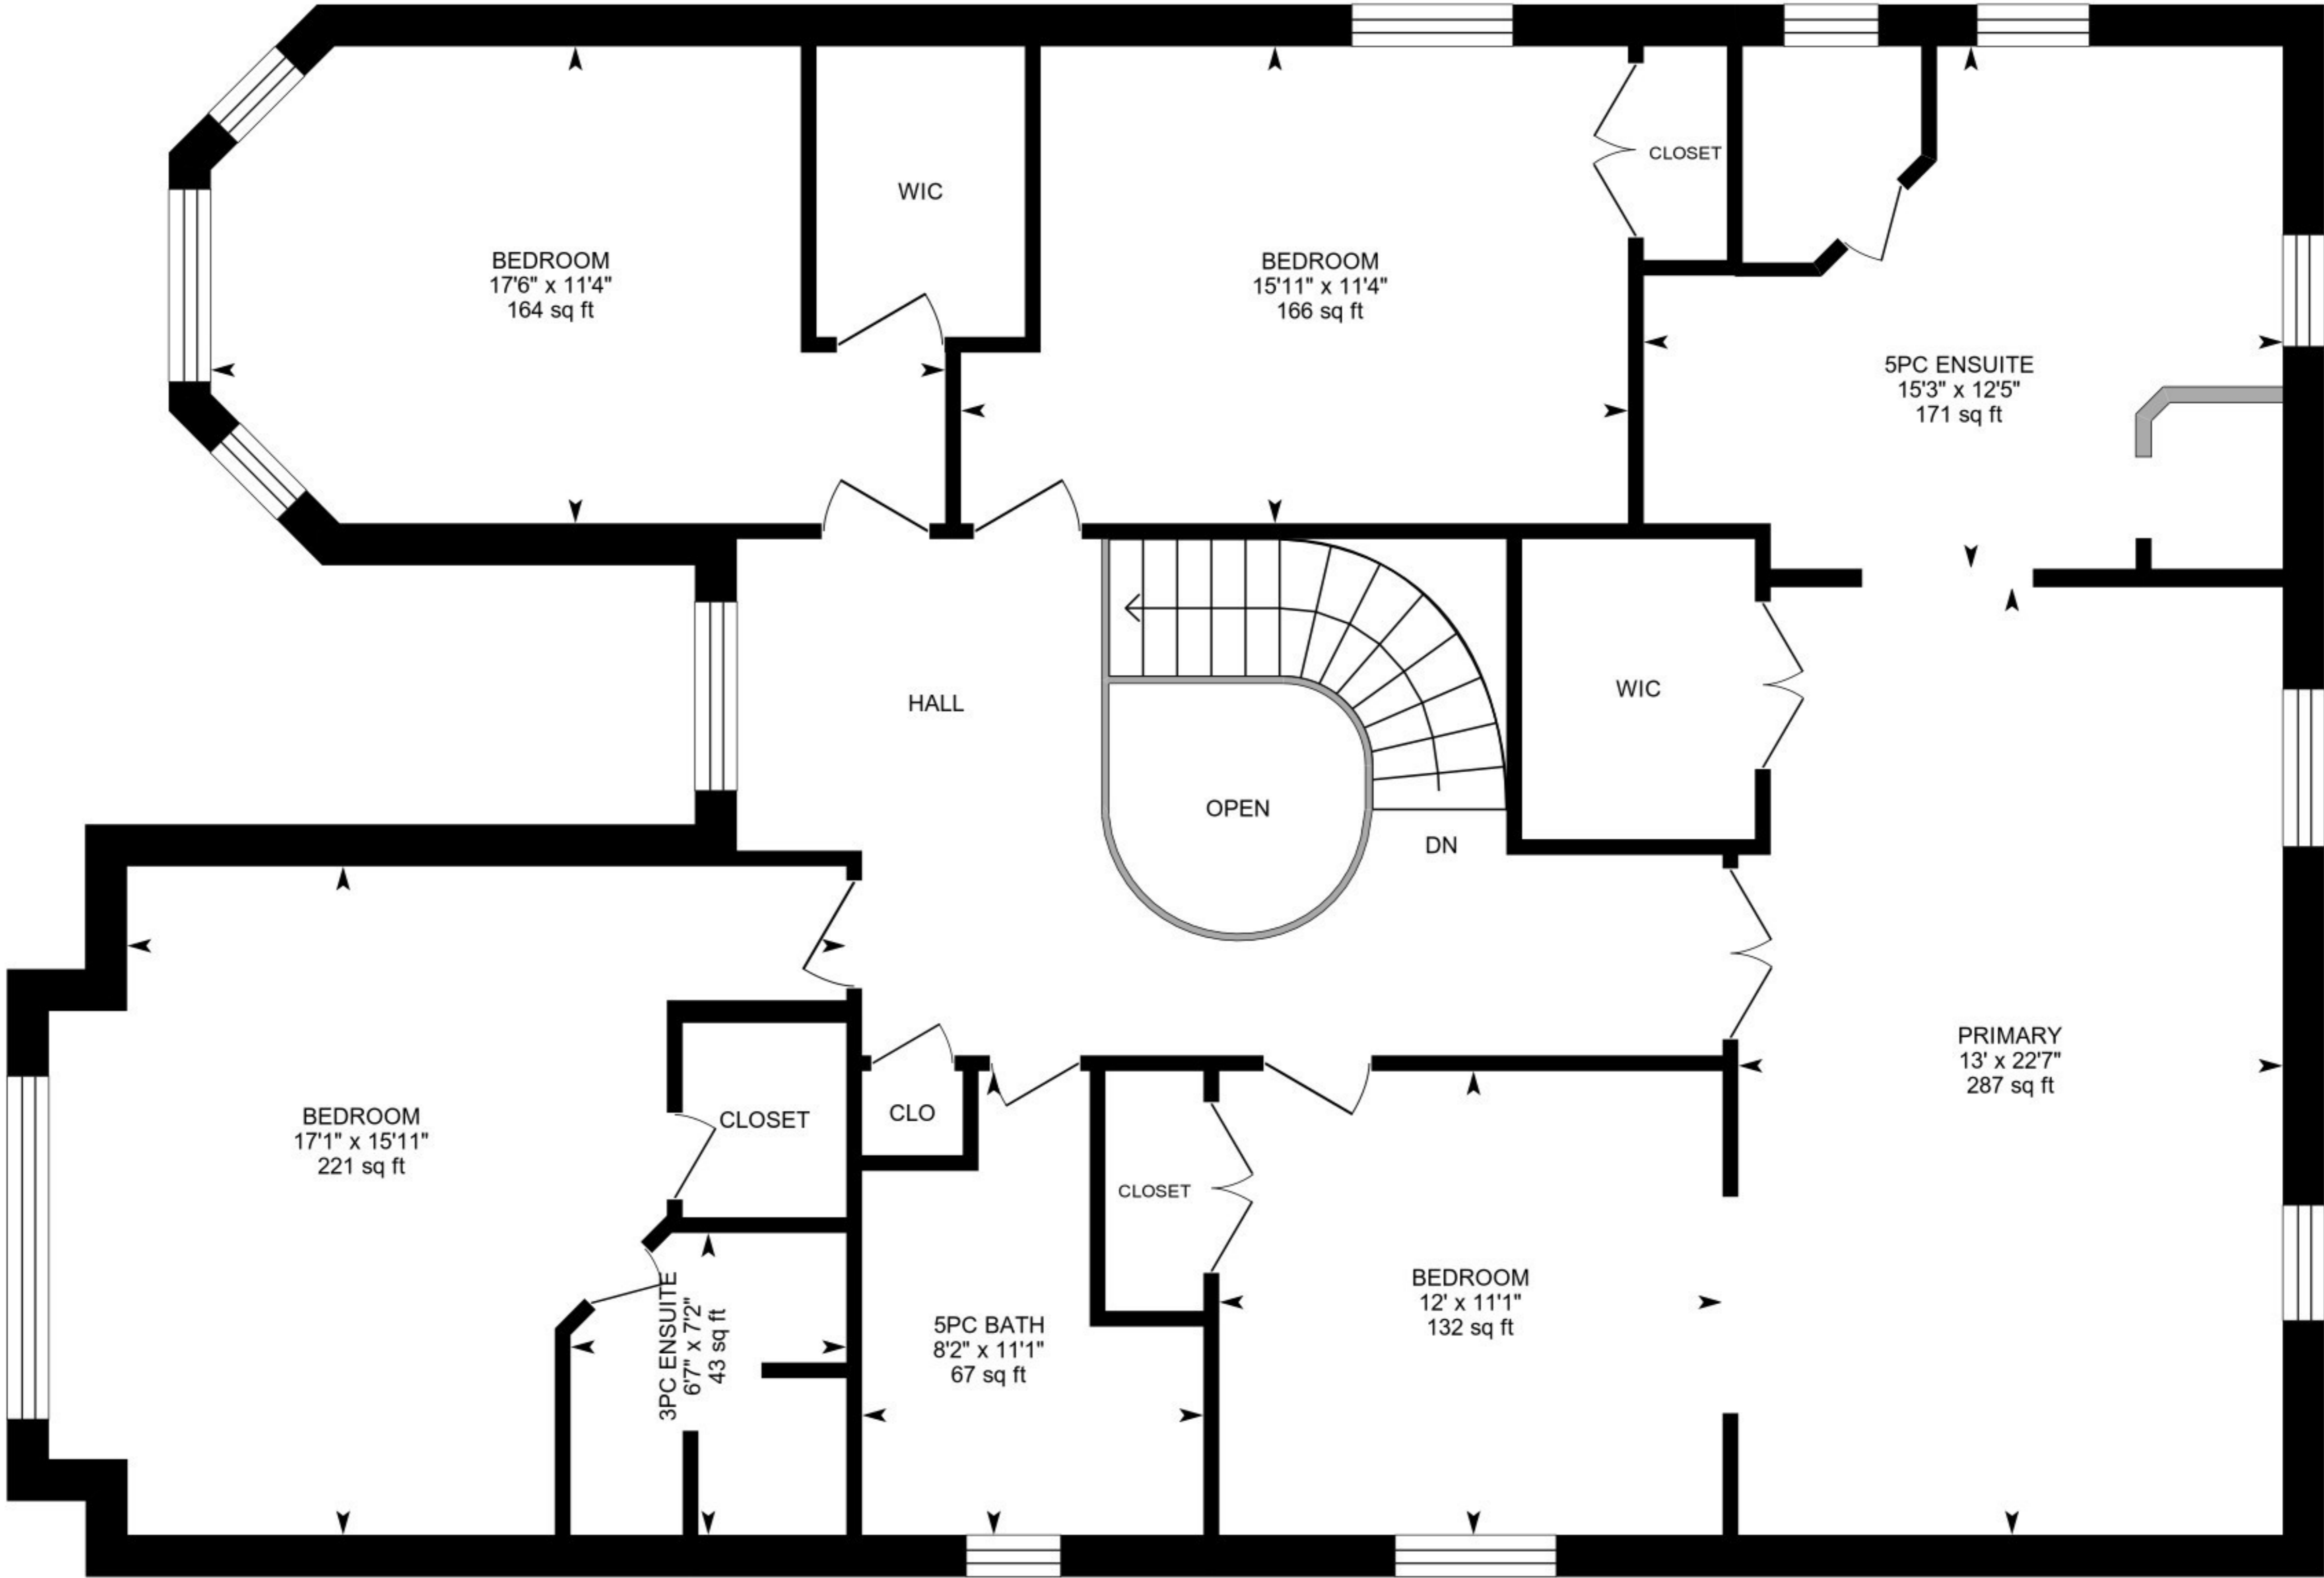 WIC
CLOSET
BEDROOM
17'6" x 11'4"
164 sq ft
BEDROOM
15'11" x 11'4"
166 sq ft
5PC ENSUITE
15'3" x 12'5"
171 sq ft
HALL
WIC
OPEN
DN
PRIMARY
13' x 22'7"
287 sq ft
BEDROOM
17'1" x 15'11"
221 sq ft
CLOSET
CLO
CLOSET
3PC ENSUITE
6'7" x 7'2"
43 sq ft
5PC BATH
8'2" x 11'1"
67 sq ft
BEDROOM
12' x 11'1"
132 sq ft